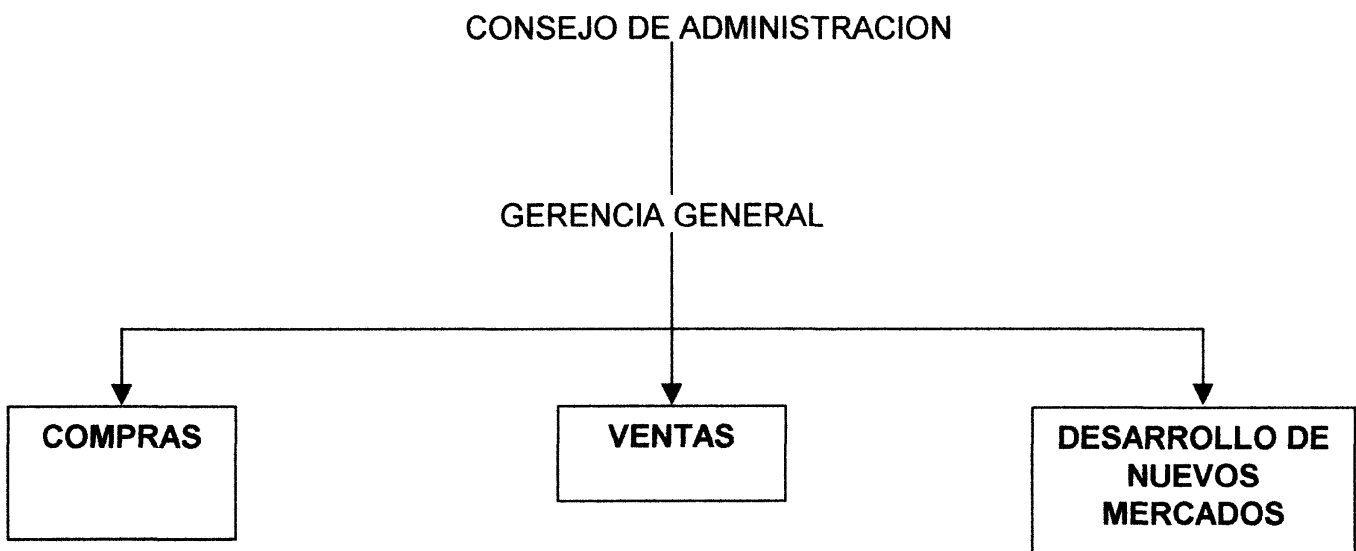 CONSEJO DE ADMINISTRACION
GERENCIA GENERAL
COMPRAS
VENTAS
DESARROLLO DE
NUEVOS
MERCADOS